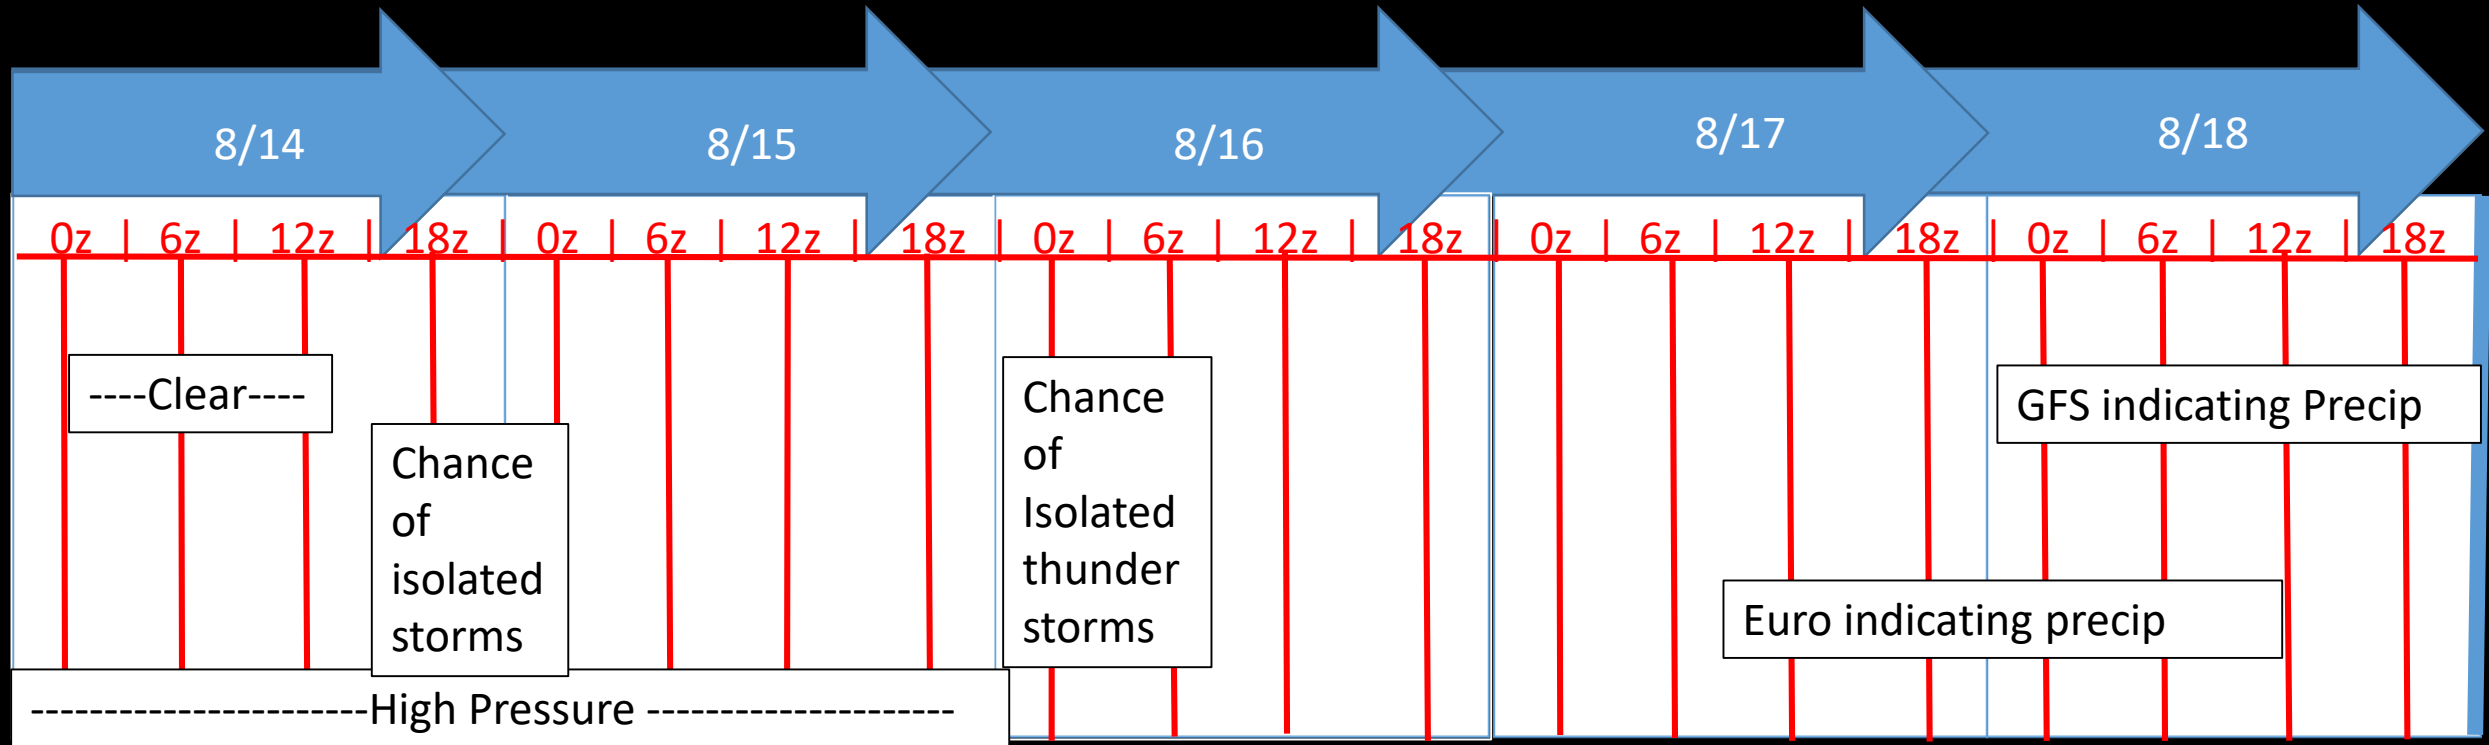 8/14 8/15 8/16 8/17 8/18
0z | 6z | 12z | 18z | 0z | 6z | 12z | 18z | 0z | 6z | 12z | 18z | 0z | 6z | 12z | 18z | 0z | 6z | 12z | 18z
----Clear----
Chance
of
isolated
storms
-----------------------High Pressure ---------------------
Chance
of
Isolated
thunder
storms
Euro indicating precip
GFS indicating Precip